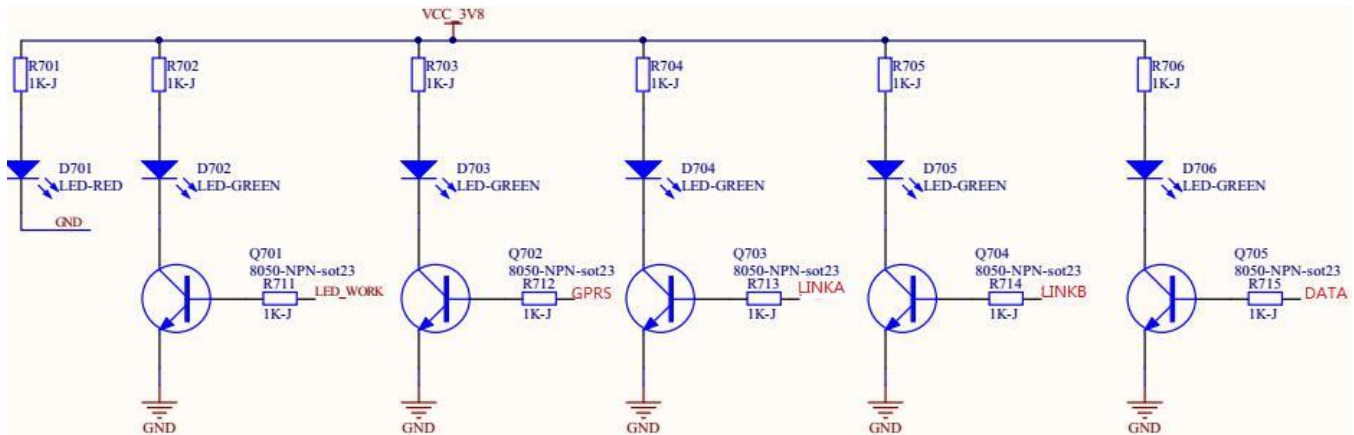 VCC_3V8
R701
1K-J
R702
1K-J
R703
1K-J
R704
1K-J
R705
1K-J
R706
1K-J
D701
LED-RED
D702
LED-GREEN
D703
LED-GREEN
D704
LED-GREEN
D705
LED-GREEN
D706
LED-GREEN
GND
Q701
8050-NPN-sot23
R711
LED_WORK
1K-J
Q702
8050-NPN-sot23
R712
GPRS
1K-J
Q703
8050-NPN-sot23
R713
LINKA
1K-J
Q704
8050-NPN-sot23
R714
LINKB
1K-J
Q705
8050-NPN-sot23
R715
DATA
1K-J
GND
GND
GND
GND
GND